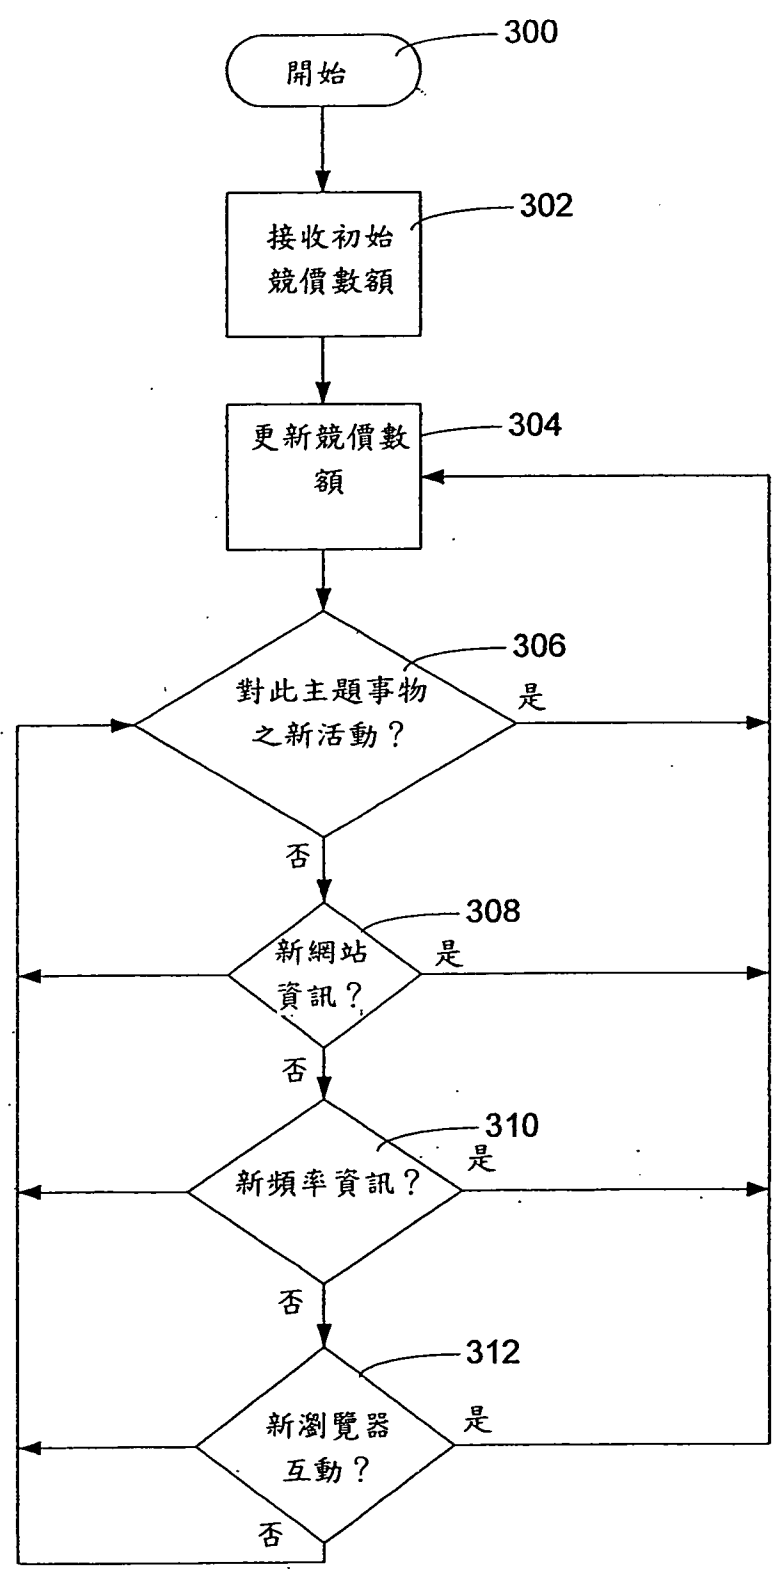 300
開始
302
接收初始
競價數額
304
更新競價數
額
306
對此主題事物
之新活動？
是
否
308
新網站
資訊？
是
否
310
新頻率資訊？
是
否
312
新瀏覽器
互動？
是
否